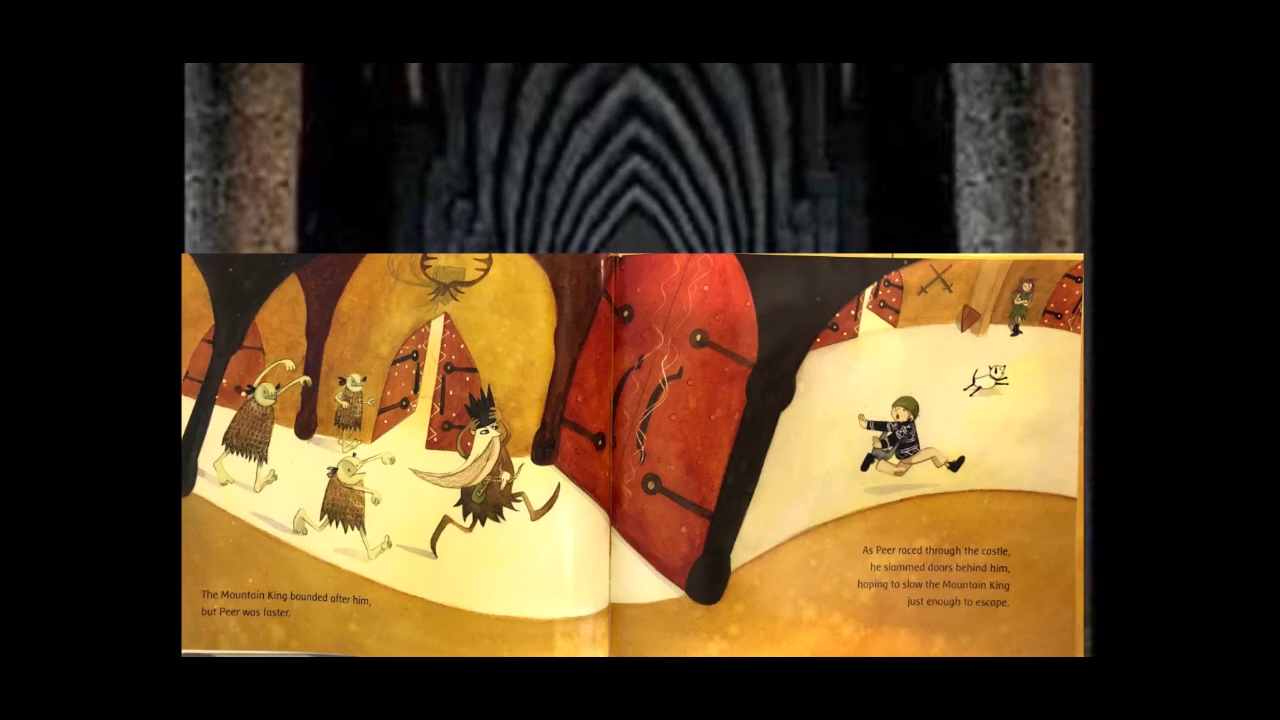 The Mountain King bounded after him,
but Peer was faster.
As Peer raced through the castle,
he slammed doors behind him,
hoping to slow the Mountain King
just enough to escape.